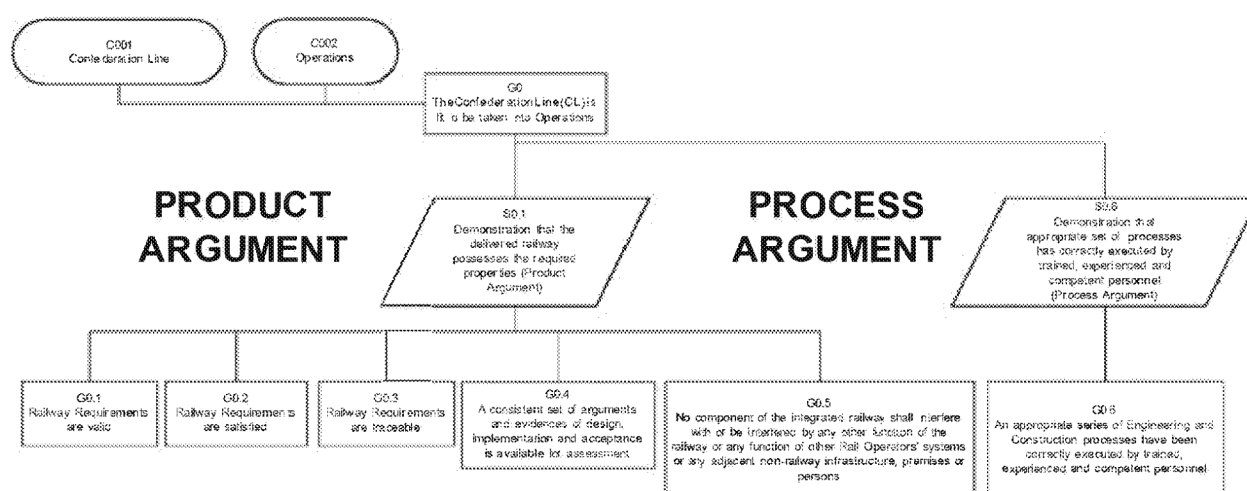 C001
Confederation Line
C002
Operations
G0
TheConfederationLine(CL)is
fit to be taken into Operations
PRODUCT
ARGUMENT
S0.1
Demonstration that the
delivered railway
possesses the required
properties (Product
Argument)
PROCESS
ARGUMENT
S0.6
Demonstration that
appropriate set of processes
has correctly executed by
trained, experienced and
competent personnel
(Process Argument)
G0.1
Railway Requirements
are valid
G0.2
Railway Requirements
are satisfied
G0.3
Railway Requirements
are traceable
G0.4
A consistent set of arguments
and evidences of design,
implementation and acceptance
is available for assessment
G0.5
No component of the integrated railway shall interfere
with or be interfered by any other function of the
railway or any function of other Rail Operators' systems
or any adjacent non-railway infrastructure, premises or
persons
G0.6
An appropriate series of Engineering and
Construction processes have been
correctly executed by trained,
experienced and competent personnel